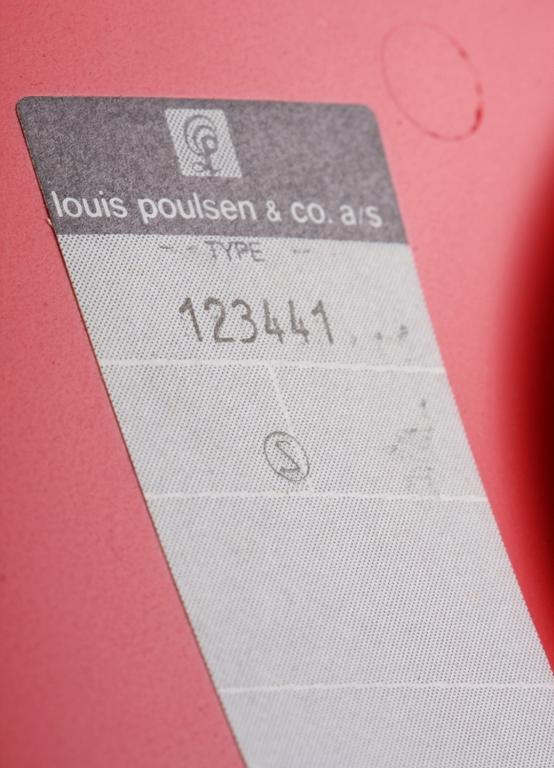 louis poulsen & co. a/s
TYPE
123441
S